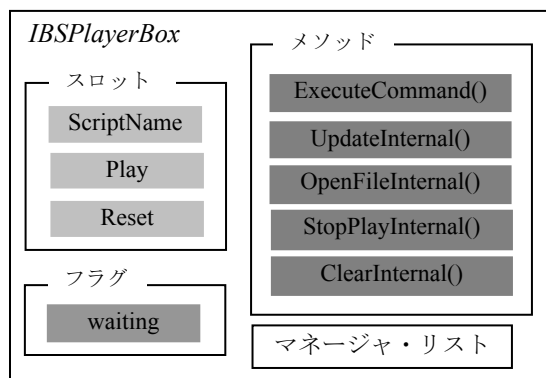 IBSPlayerBox
スロット
ScriptName
Play
Reset
フラグ
waiting
メソッド
ExecuteCommand()
UpdateInternal()
OpenFileInternal()
StopPlayInternal()
ClearInternal()
マネージャ・リスト